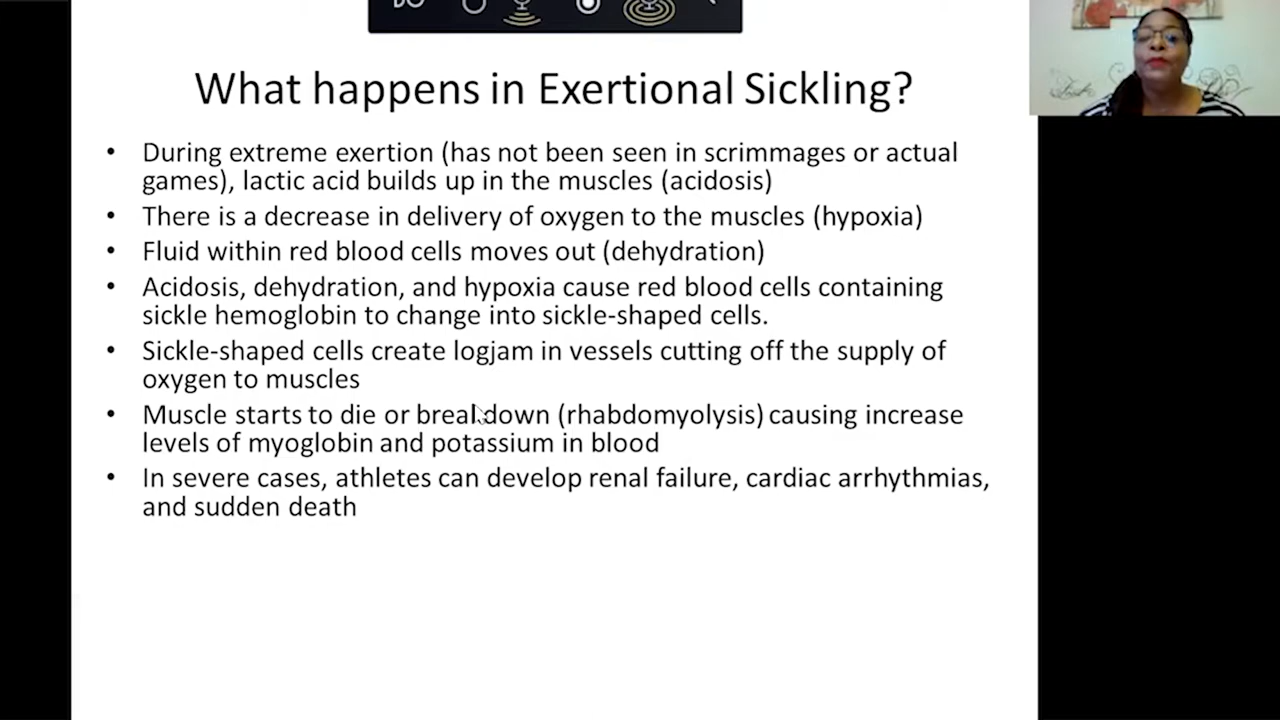 What happens in Exertional Sickling?
• During extreme exertion (has not been seen in scrimmages or actual
games), lactic acid builds up in the muscles (acidosis)
• There is a decrease in delivery of oxygen to the muscles (hypoxia)
• Fluid within red blood cells moves out (dehydration)
• Acidosis, dehydration, and hypoxia cause red blood cells containing
sickle hemoglobin to change into sickle-shaped cells.
• Sickle-shaped cells create logjam in vessels cutting off the supply of
oxygen to muscles
• Muscle starts to die or breakdown (rhabdomyolysis) causing increase
levels of myoglobin and potassium in blood
• In severe cases, athletes can develop renal failure, cardiac arrhythmias,
and sudden death